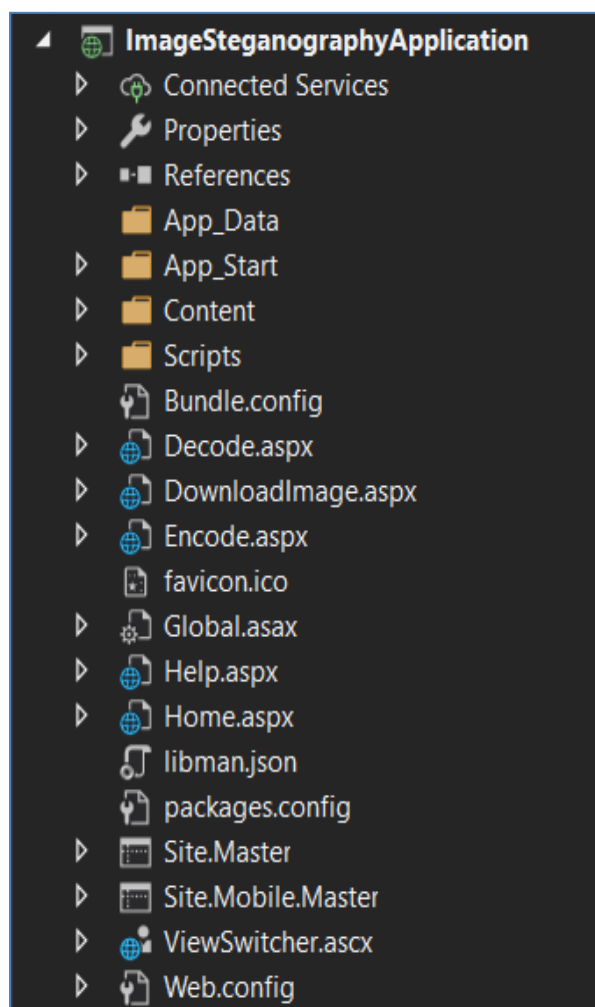 ImageSteganographyApplication
Connected Services
Properties
References
App_Data
App_Start
Content
Scripts
Bundle.config
Decode.aspx
DownloadImage.aspx
Encode.aspx
favicon.ico
Global.asax
Help.aspx
Home.aspx
libman.json
packages.config
Site.Master
Site.Mobile.Master
ViewSwitcher.ascx
Web.config